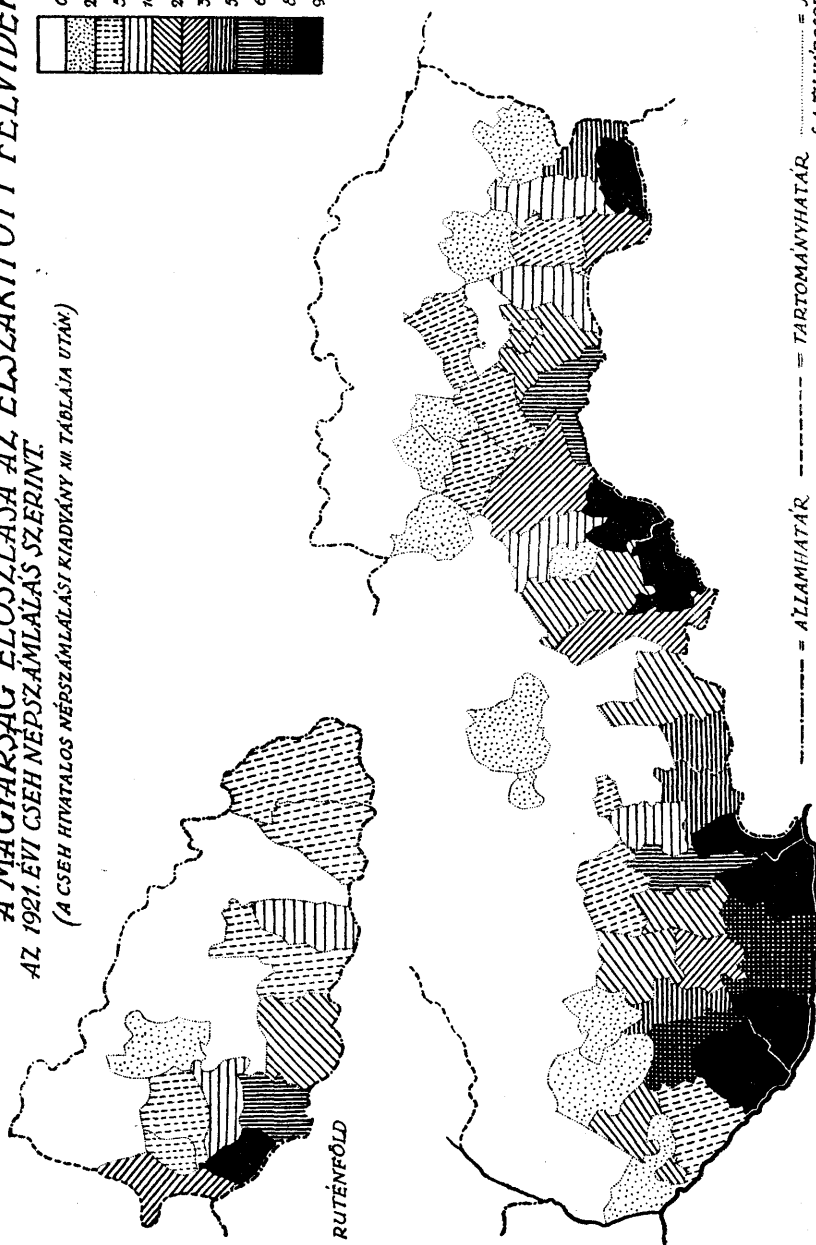 A MAGYARSÁG ELOSZLÁSA AZ ELSZAKÍTOTT FELVIDÉ
AZ 1921. ÉVI CSEH NÉPSZÁMLÁLÁS SZERINT.
(A CSEH HIVATALOS NÉPSZÁMLÁLÁSI KIADVÁNY XII. TÁBLÁJA UTÁN.)
RUTÉNFÖLD
= ÁLLAMHATÁR = TARTOMÁNYHATÁR =